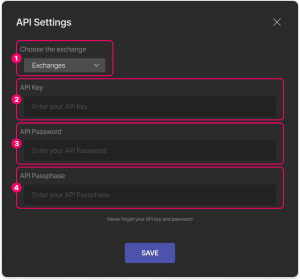 API Settings
Choose the exchange
1
Exchanges
API Key
2
Enter your API Key
API Password
3
Enter your API Password
API Passphase
4
Enter your API Passphrase
Never forget your API key and password
SAVE